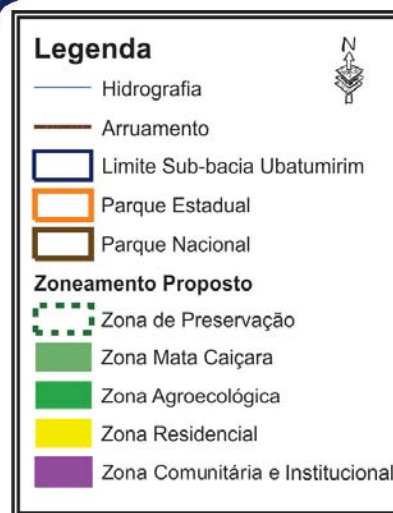 Legenda
N
Hidrografia
Arruamento
Limite Sub-bacia Ubatumirim
Parque Estadual
Parque Nacional
Zoneamento Proposto
Zona de Preservação
Zona Mata Caiçara
Zona Agroecológica
Zona Residencial
Zona Comunitária e Institucional